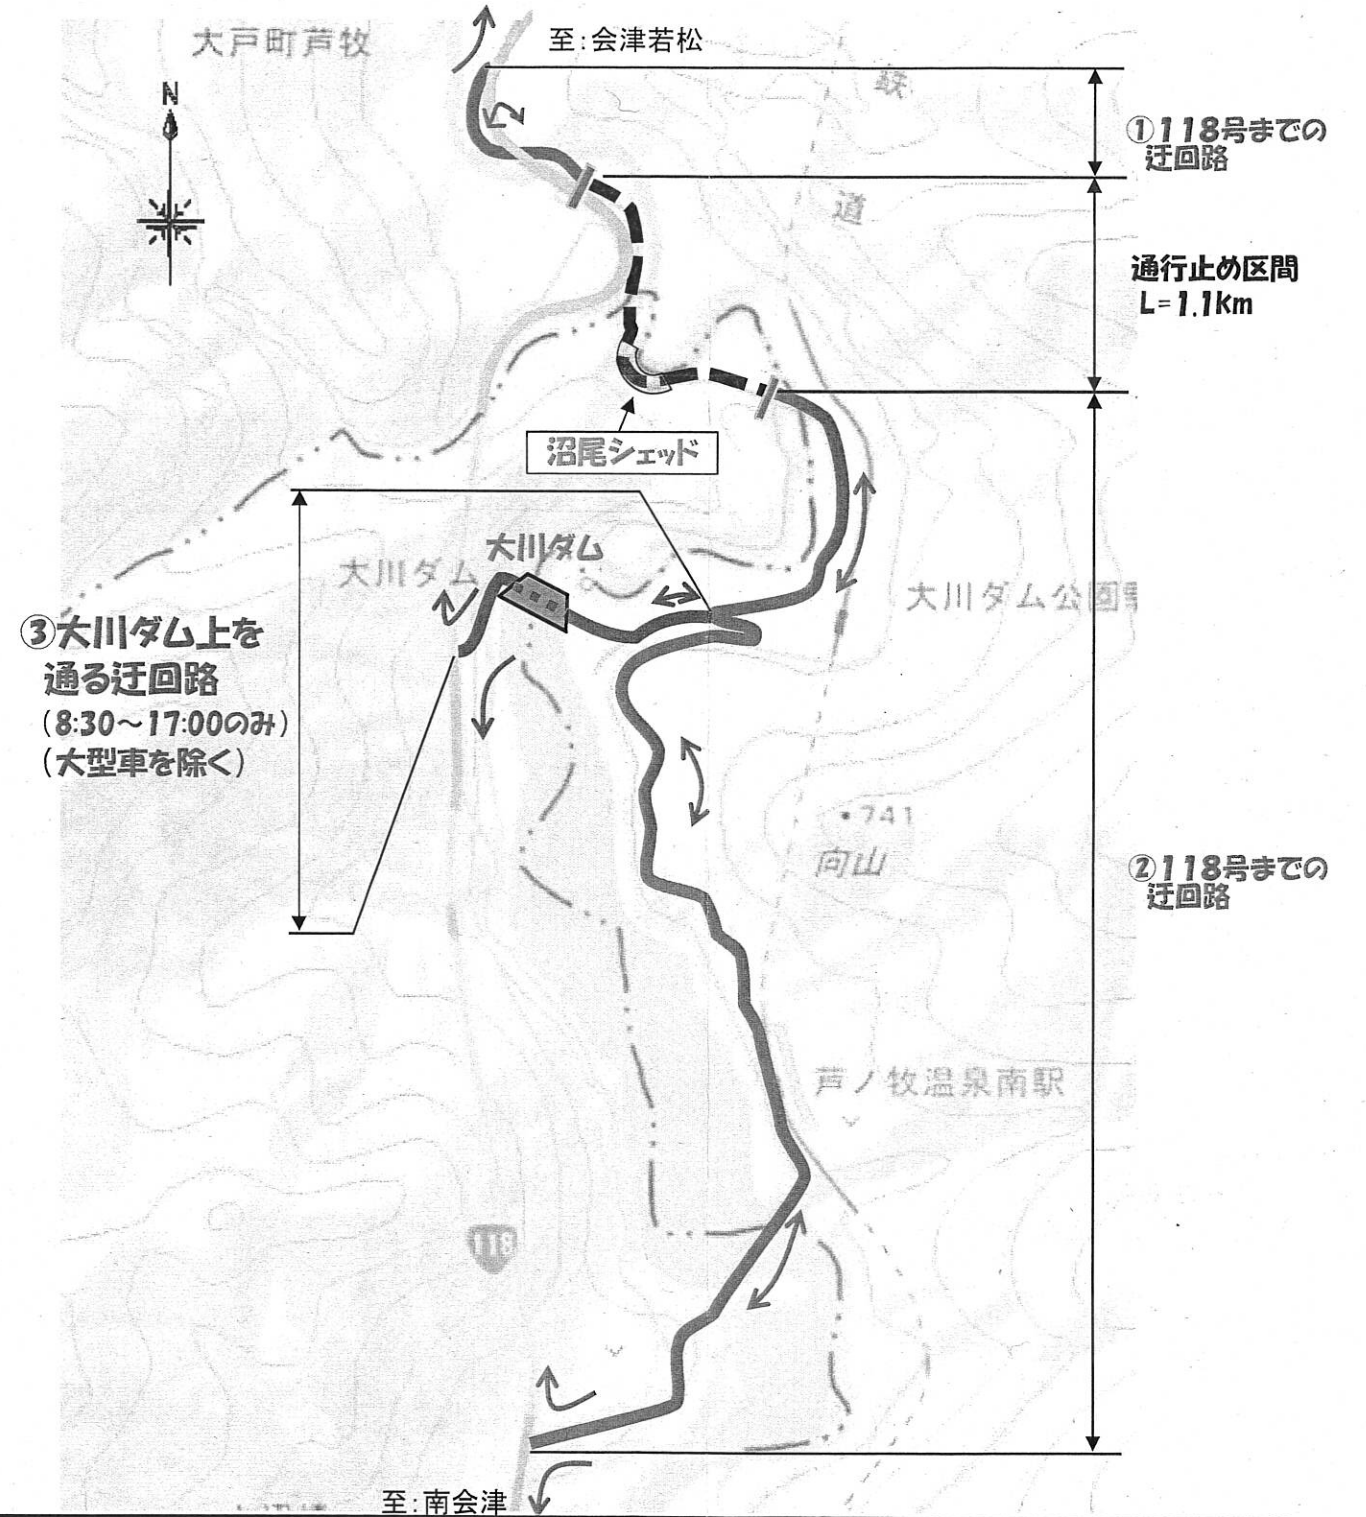 大戸町芦牧
至:会津若松
N
鉄
①118号までの
迂回路
道
通行止め区間
L=1.1km
沼尾シェッド
大川ダム
大川ダム
大川ダム公園
③大川ダム上を
通る迂回路
(8:30～17:00のみ)
(大型車を除く)
・741
向山
②118号までの
迂回路
芦ノ牧温泉南駅
118
至:南会津